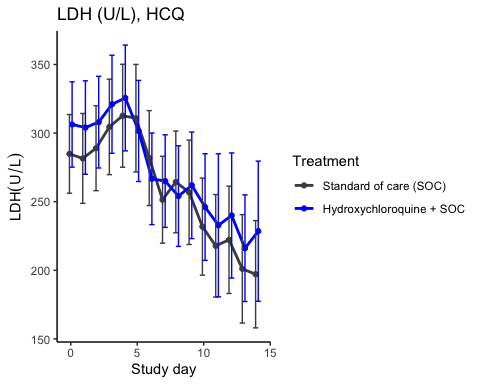 LDH (U/L), HCQ
350
300
250
200
150
LDH(U/L)
0
5
10
15
Study day
Treatment
Standard of care (SOC)
Hydroxychloroquine + SOC